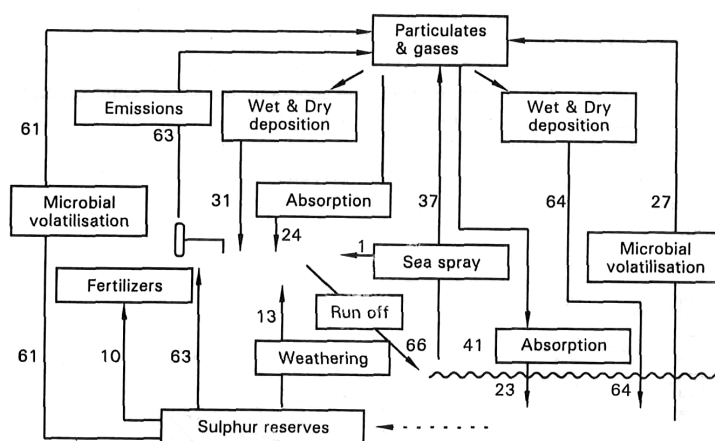 Particulates
& gases
Emissions
Wet & Dry
deposition
Wet & Dry
deposition
61
63
31
Absorption
37
64
27
Microbial
volatilisation
24
1
Sea spray
Microbial
volatilisation
Fertilizers
13
Run off
61
10
63
Weathering
66
41
Absorption
23
64
Sulphur reserves